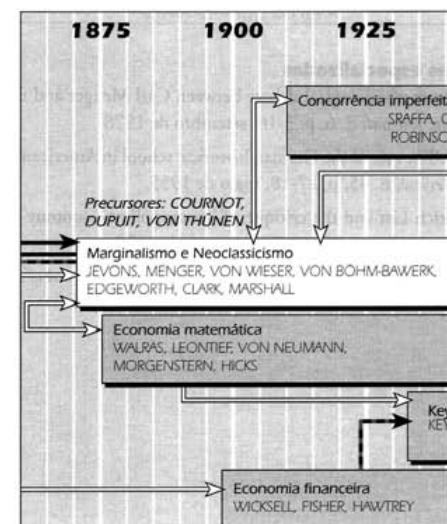 1875 1900 1925
Concorrência imperfeit
SRAFFA, C
ROBINSO
Precursores: COURNOT,
DUPUIT, VON THÜNEN
Marginalismo e Neoclassicismo
JEVONS, MENGER, VON WIESER, VON BÖHM-BAWERK,
EDGEWORTH, CLARK, MARSHALL
Economia matemática
WALRAS, LEONTIEF, VON NEUMANN,
MORGENSTERN, HICKS
Key
KEY
Economia financeira
WICKSELL, FISHER, HAWTREY